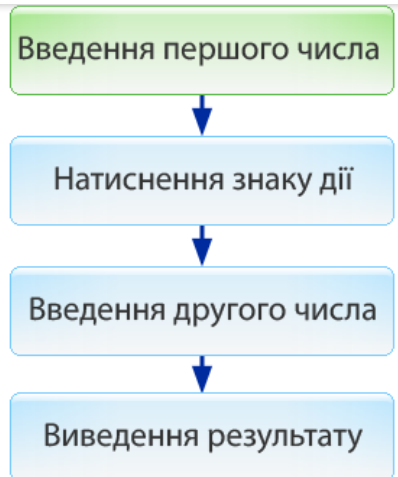 Введення першого числа
Натиснення знаку дії
Введення другого числа
Виведення результату